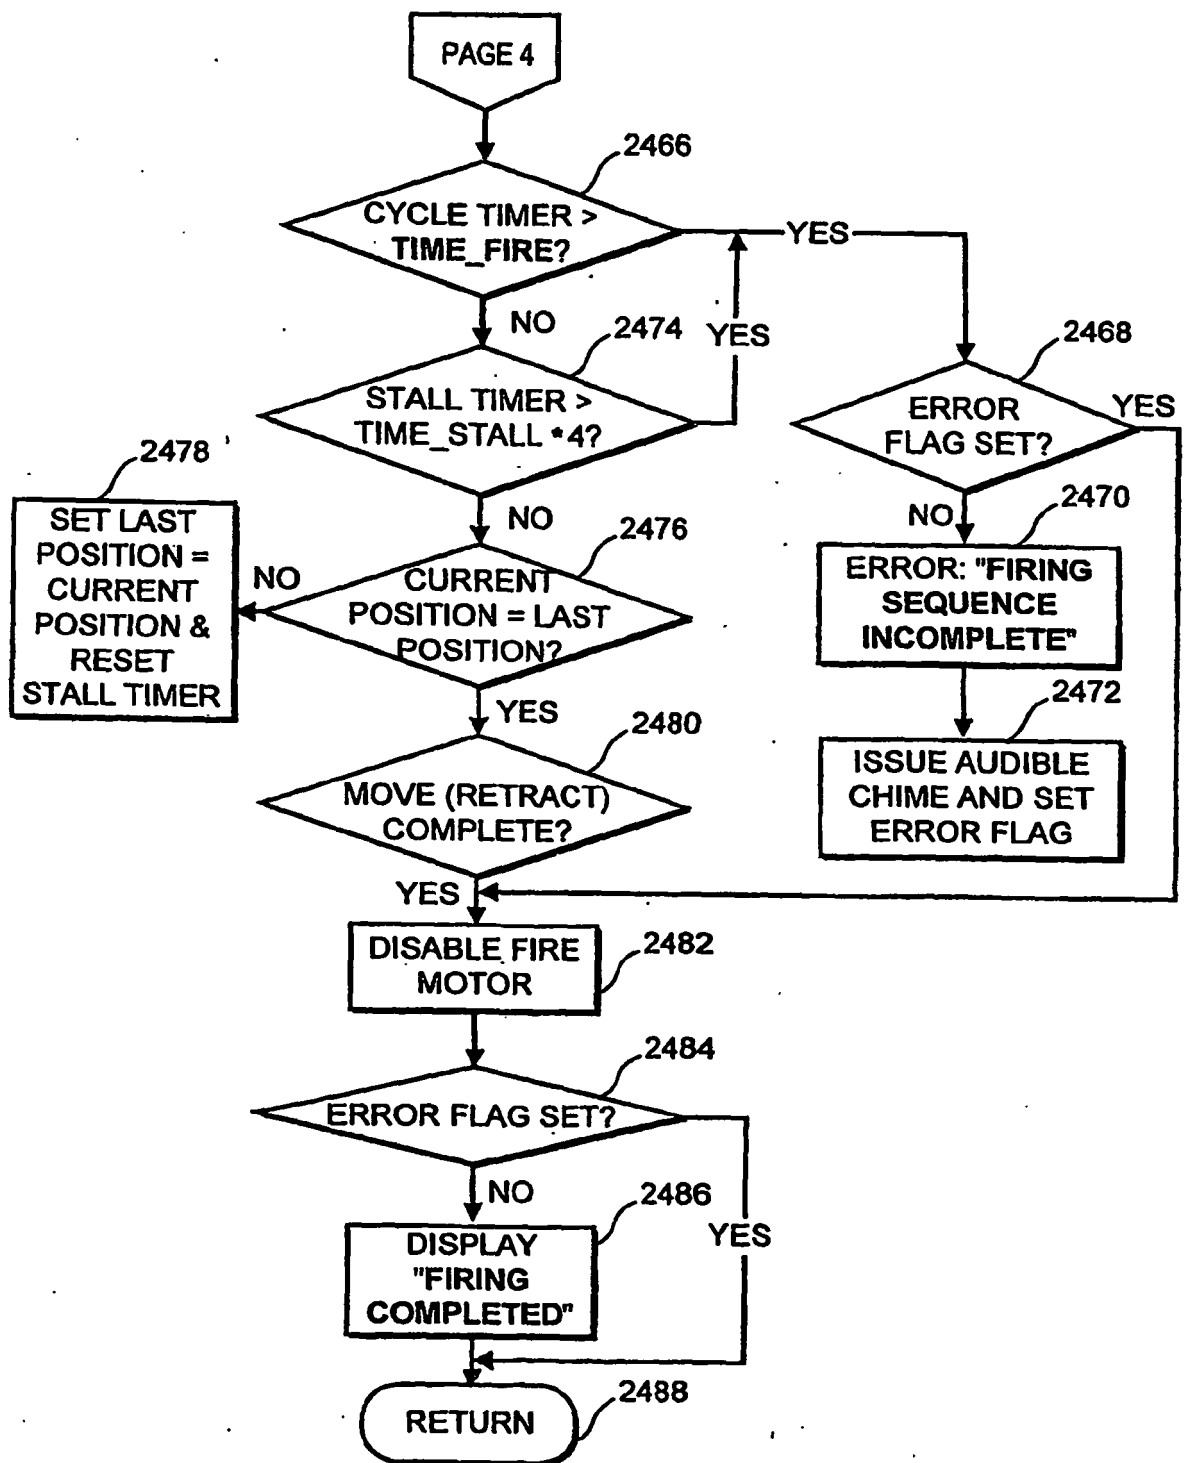 PAGE 4
2466
CYCLE TIMER >
TIME_FIRE?
YES
NO
2474
YES
2468
STALL TIMER >
TIME_STALL *4?
ERROR
FLAG SET?
YES
2478
NO
2476
NO
2470
SET LAST
POSITION =
CURRENT
POSITION &
RESET
STALL TIMER
NO
CURRENT
POSITION = LAST
POSITION?
ERROR: "FIRING
SEQUENCE
INCOMPLETE"
YES
2480
2472
MOVE (RETRACT)
COMPLETE?
ISSUE AUDIBLE
CHIME AND SET
ERROR FLAG
YES
DISABLE FIRE
MOTOR
2482
2484
ERROR FLAG SET?
NO
2486
YES
DISPLAY
"FIRING
COMPLETED"
2488
RETURN